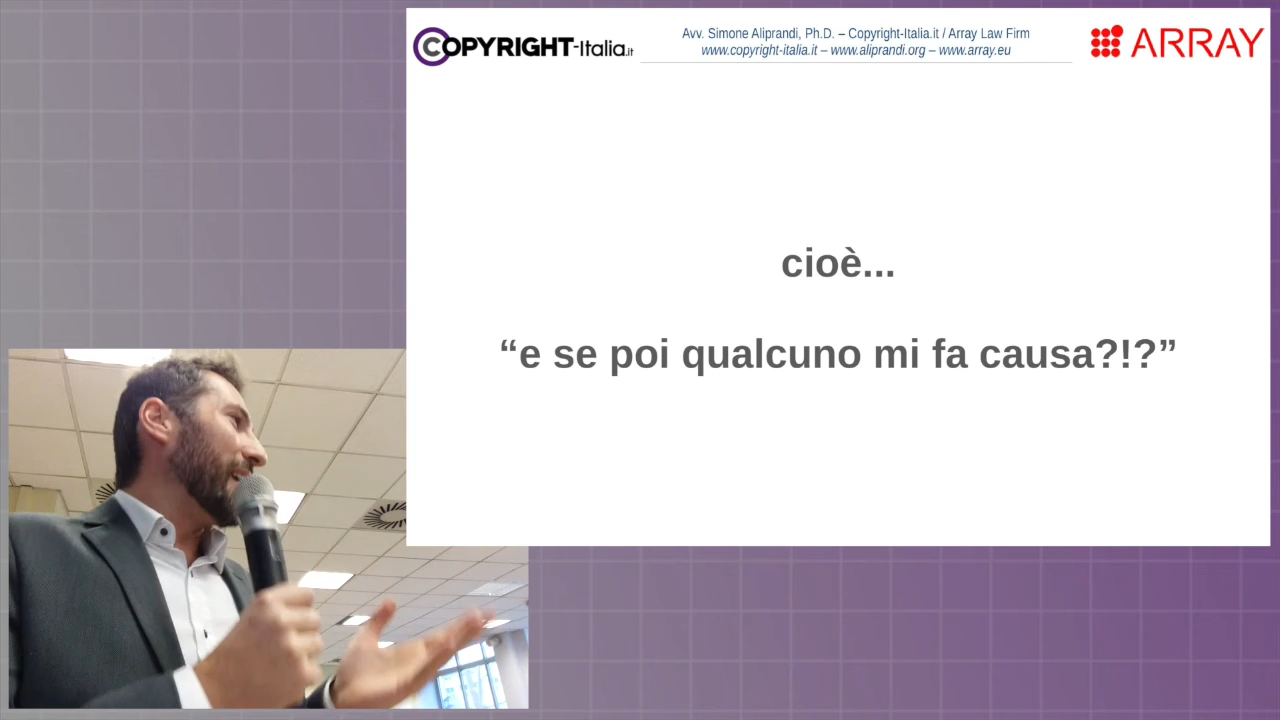 COPYRIGHT-Italia.it
Avv. Simone Aliprandi, Ph.D. – Copyright-Italia.it / Array Law Firm
www.copyright-italia.it – www.aliprandi.org – www.array.eu
ARRAY
cioè...
“e se poi qualcuno mi fa causa?!?”